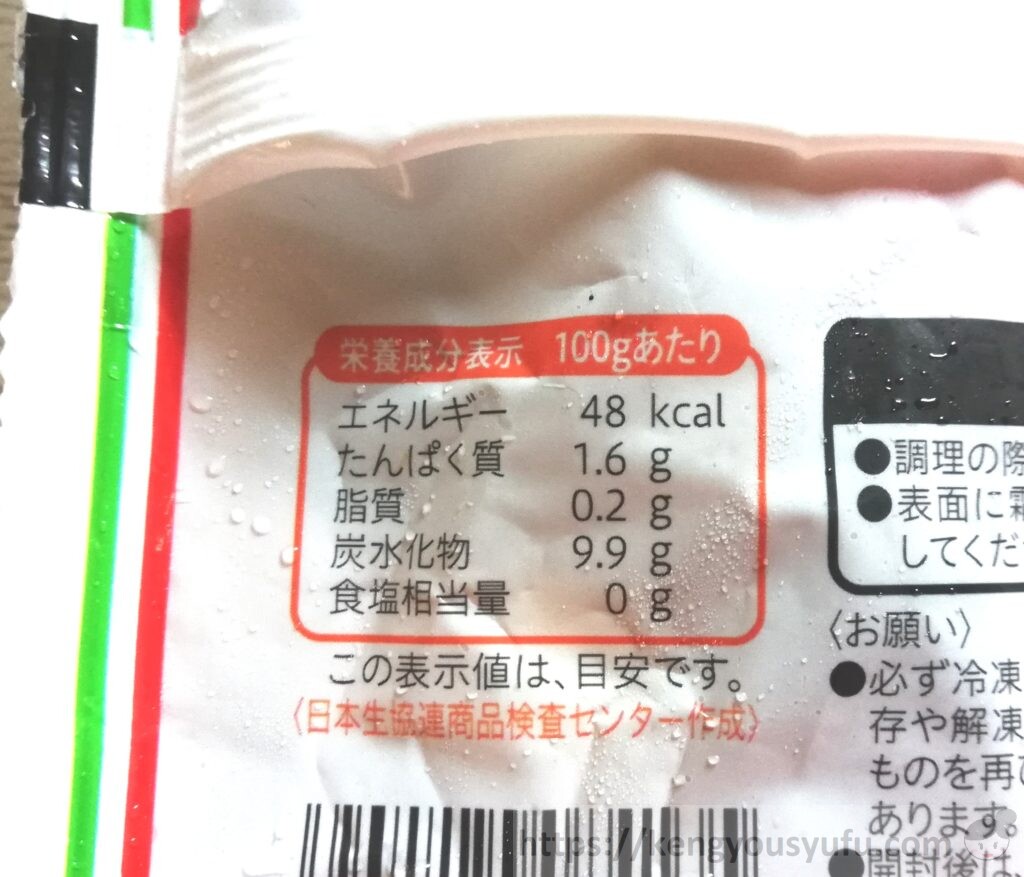 栄養成分表示 100gあたり
エネルギー 48 kcal
たんぱく質 1.6 g
脂質 0.2 g
炭水化物 9.9 g
食塩相当量 0 g
この表示値は、目安です。
〈日本生協連商品検査センター作成〉
●調理の際
●表面に霜
してくだ
〈お願い〉
●必ず冷凍
存や解凍
ものを再び
あります。
●開封後は、
https://kengyousyufu.com